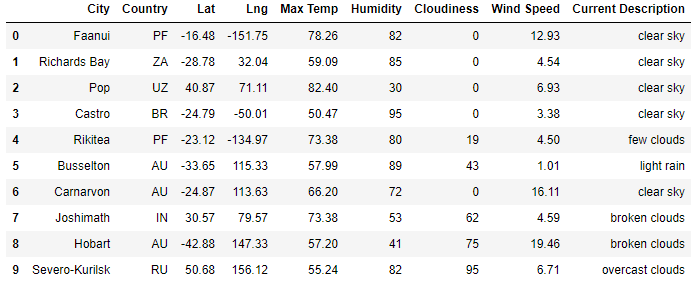 City Country Lat Lng Max Temp Humidity Cloudiness Wind Speed Current Description
0 Faanui PF -16.48 -151.75 78.26 82 0 12.93 clear sky
1 Richards Bay ZA -28.78 32.04 59.09 85 0 4.54 clear sky
2 Pop UZ 40.87 71.11 82.40 30 0 6.93 clear sky
3 Castro BR -24.79 -50.01 50.47 95 0 3.38 clear sky
4 Rikitea PF -23.12 -134.97 73.38 80 19 4.50 few clouds
5 Busselton AU -33.65 115.33 57.99 89 43 1.01 light rain
6 Carnarvon AU -24.87 113.63 66.20 72 0 16.11 clear sky
7 Joshimath IN 30.57 79.57 73.38 53 62 4.59 broken clouds
8 Hobart AU -42.88 147.33 57.20 41 75 19.46 broken clouds
9 Severo-Kurilsk RU 50.68 156.12 55.24 82 95 6.71 overcast clouds